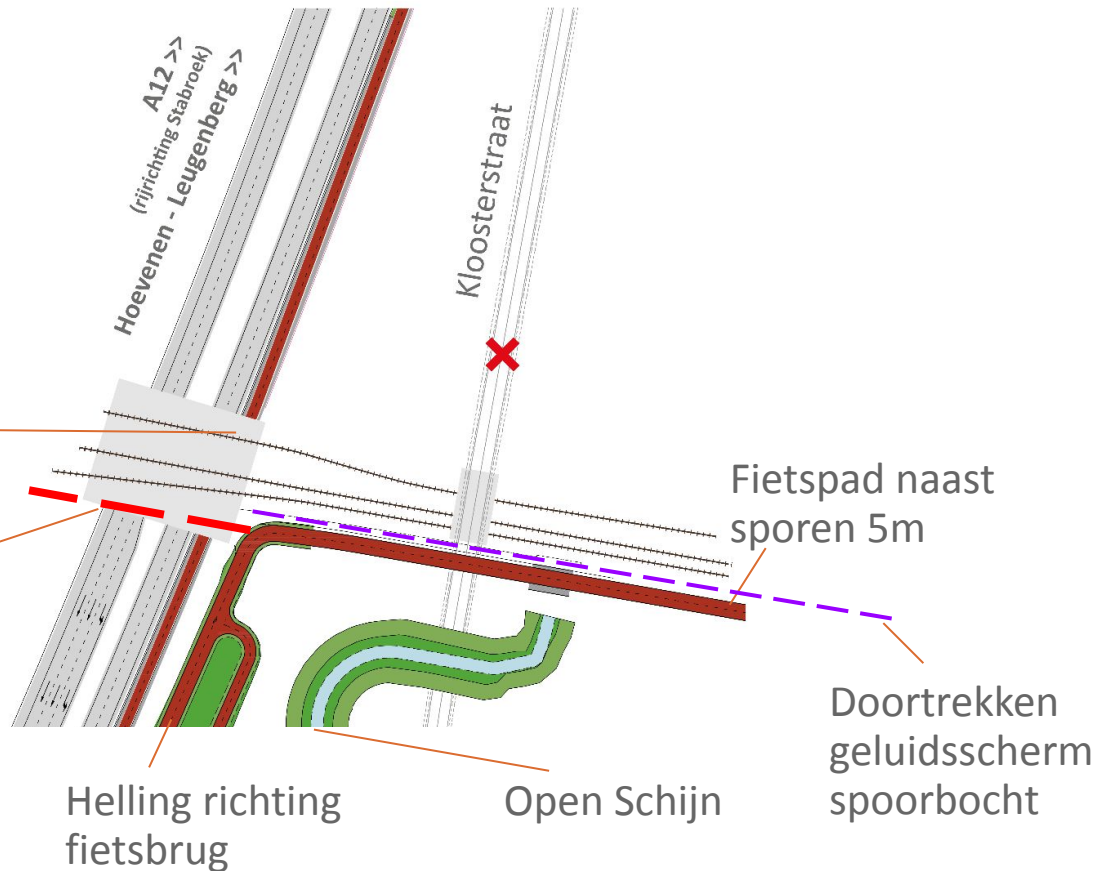 A12 >>
(rijrichting Stabroek)
Hoevenen - Leugenberg >>
Kloosterstraat
Fietspad naast
sporen 5m
Doortrekken
geluidsscherm
spoorbocht
Helling richting
fietsbrug
Open Schijn